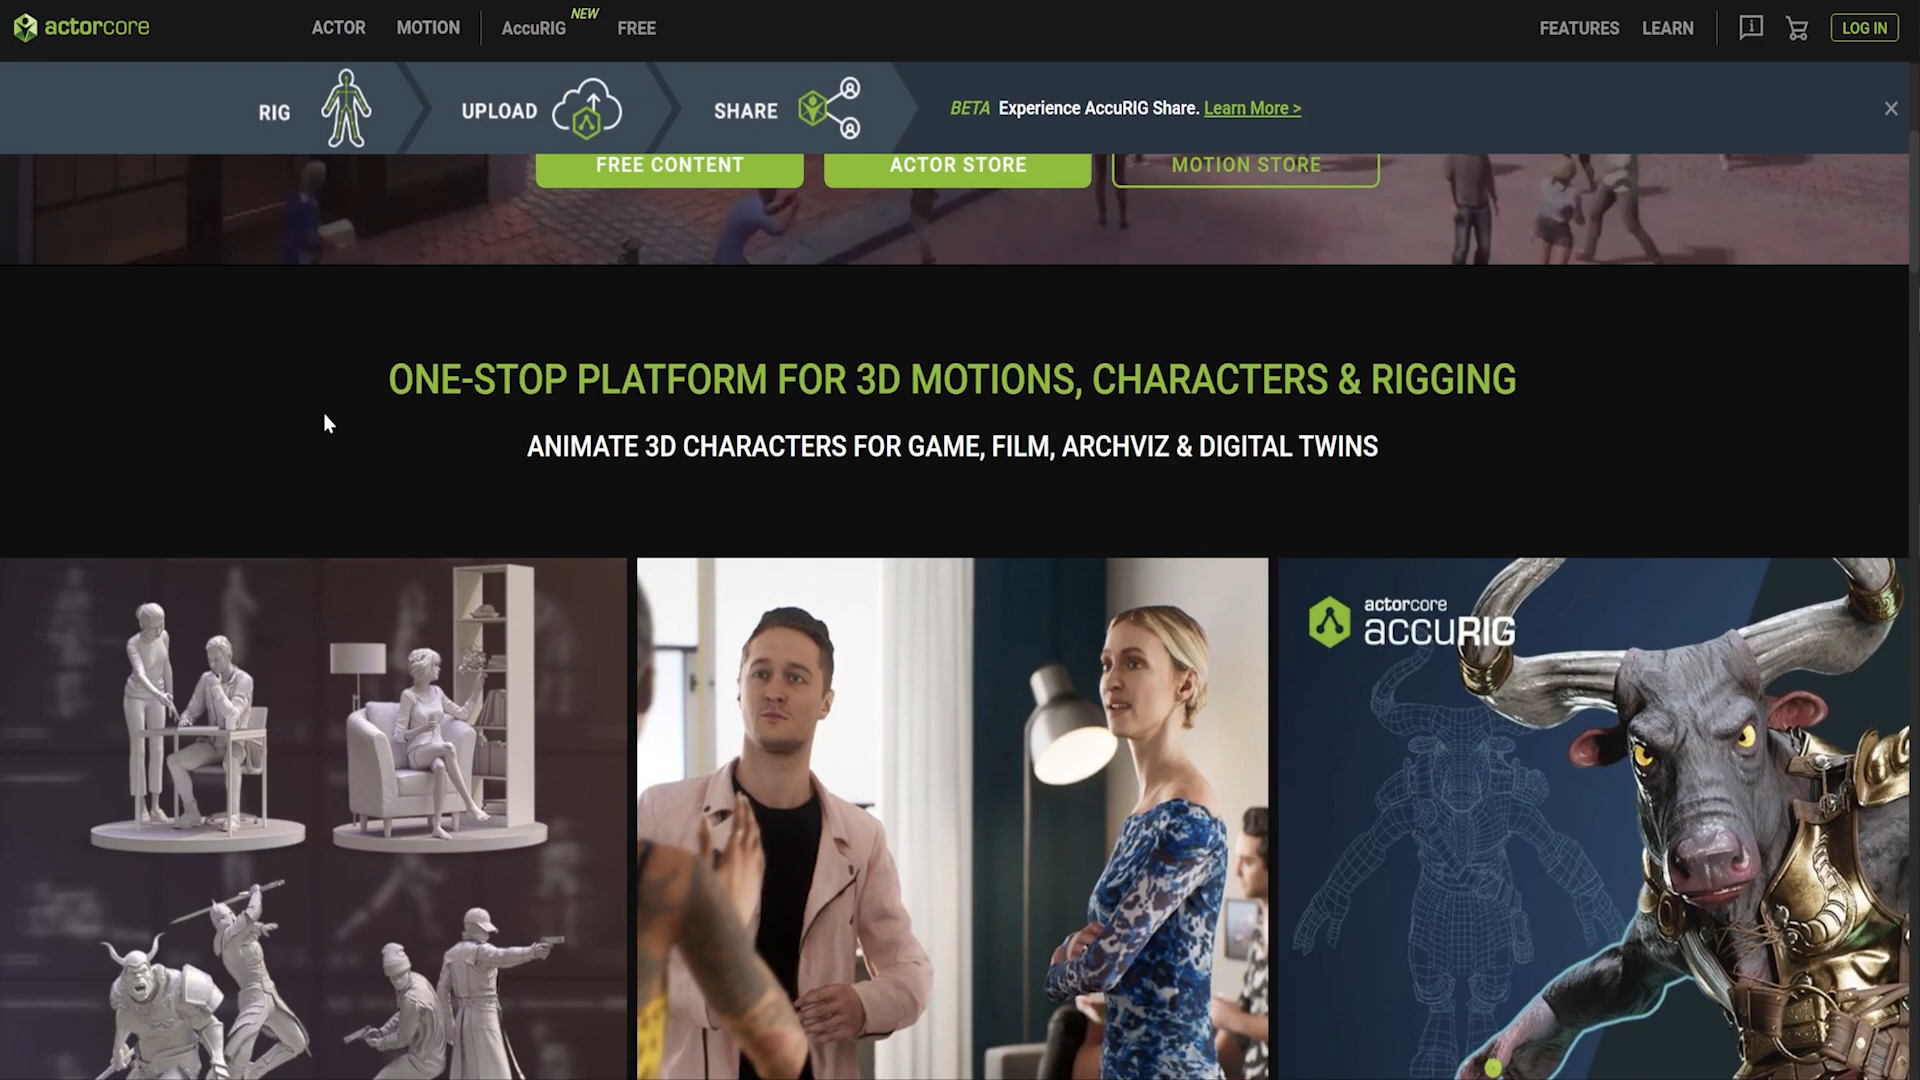 actorcore
ACTOR
MOTION
AccuRIG
NEW
FREE
FEATURES
LEARN
LOG IN
RIG
UPLOAD
SHARE
BETA Experience AccuRIG Share. Learn More >
FREE CONTENT
ACTOR STORE
MOTION STORE
ONE-STOP PLATFORM FOR 3D MOTIONS, CHARACTERS & RIGGING
ANIMATE 3D CHARACTERS FOR GAME, FILM, ARCHVIZ & DIGITAL TWINS
actorcore
accuRIG